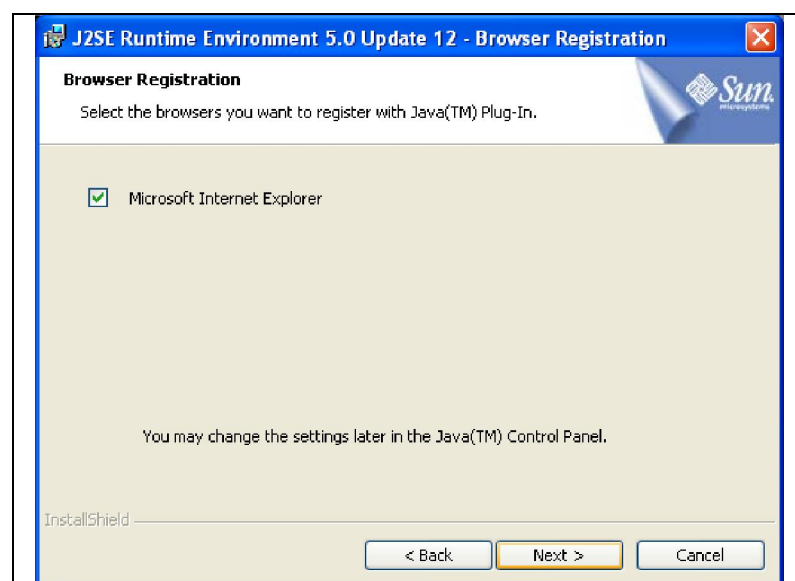 J2SE Runtime Environment 5.0 Update 12 - Browser Registration
Browser Registration
Select the browsers you want to register with Java(TM) Plug-In.
Sun
microsystems
Microsoft Internet Explorer
You may change the settings later in the Java(TM) Control Panel.
InstallShield
< Back
Next >
Cancel